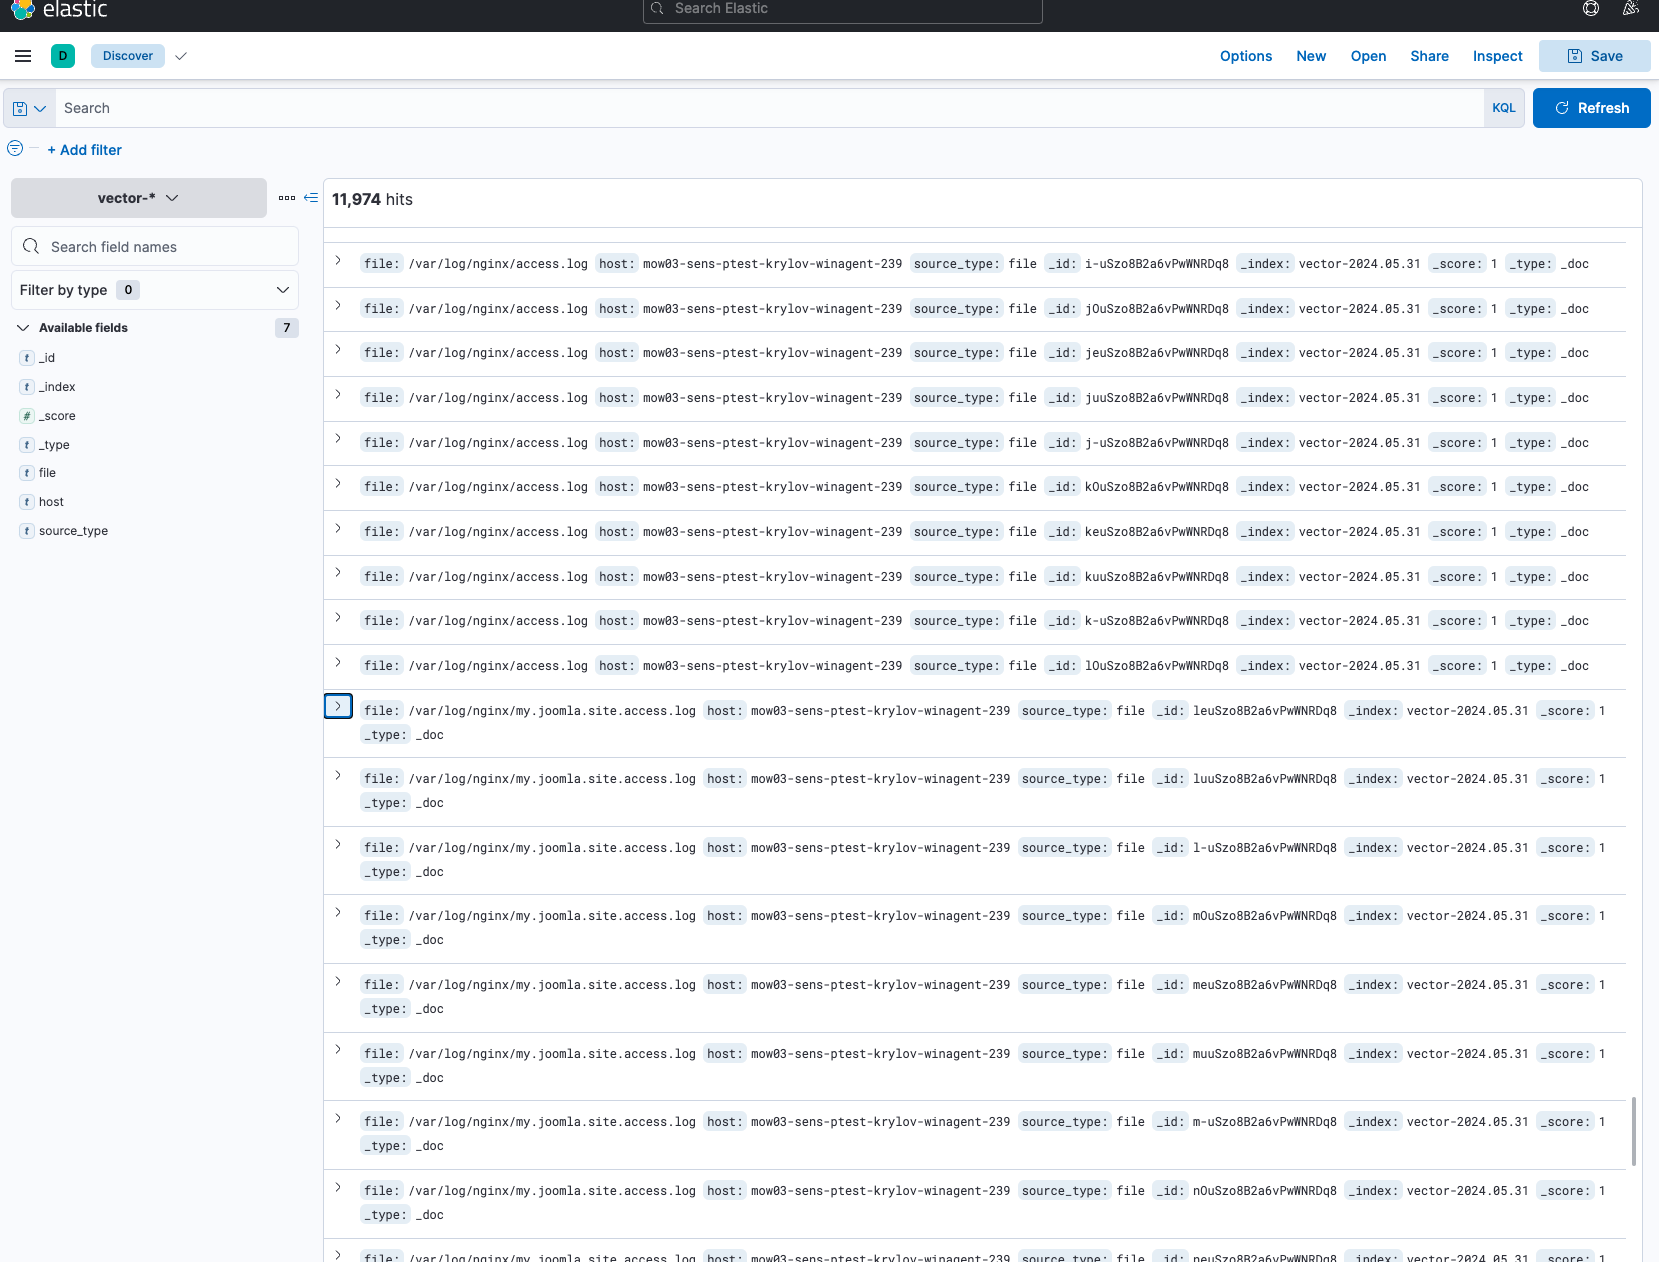 elastic
Search Elastic
D Discover Options New Open Share Inspect Save
Search KQL Refresh
+ Add filter
vector-*
11,974 hits
Search field names
Filter by type 0
Available fields 7
_id
_index
_score
_type
file
host
source_type
file: /var/log/nginx/access.log host: mow03-sens-ptest-krylov-winagent-239 source_type: file _id: i-uSzo8B2a6vPwWNRDq8 _index: vector-2024.05.31 _score: 1 _type: _doc
file: /var/log/nginx/access.log host: mow03-sens-ptest-krylov-winagent-239 source_type: file _id: jOuSzo8B2a6vPwWNRDq8 _index: vector-2024.05.31 _score: 1 _type: _doc
file: /var/log/nginx/access.log host: mow03-sens-ptest-krylov-winagent-239 source_type: file _id: jeuSzo8B2a6vPwWNRDq8 _index: vector-2024.05.31 _score: 1 _type: _doc
file: /var/log/nginx/access.log host: mow03-sens-ptest-krylov-winagent-239 source_type: file _id: juuSzo8B2a6vPwWNRDq8 _index: vector-2024.05.31 _score: 1 _type: _doc
file: /var/log/nginx/access.log host: mow03-sens-ptest-krylov-winagent-239 source_type: file _id: j-uSzo8B2a6vPwWNRDq8 _index: vector-2024.05.31 _score: 1 _type: _doc
file: /var/log/nginx/access.log host: mow03-sens-ptest-krylov-winagent-239 source_type: file _id: kOuSzo8B2a6vPwWNRDq8 _index: vector-2024.05.31 _score: 1 _type: _doc
file: /var/log/nginx/access.log host: mow03-sens-ptest-krylov-winagent-239 source_type: file _id: keuSzo8B2a6vPwWNRDq8 _index: vector-2024.05.31 _score: 1 _type: _doc
file: /var/log/nginx/access.log host: mow03-sens-ptest-krylov-winagent-239 source_type: file _id: kuuSzo8B2a6vPwWNRDq8 _index: vector-2024.05.31 _score: 1 _type: _doc
file: /var/log/nginx/access.log host: mow03-sens-ptest-krylov-winagent-239 source_type: file _id: k-uSzo8B2a6vPwWNRDq8 _index: vector-2024.05.31 _score: 1 _type: _doc
file: /var/log/nginx/access.log host: mow03-sens-ptest-krylov-winagent-239 source_type: file _id: lOuSzo8B2a6vPwWNRDq8 _index: vector-2024.05.31 _score: 1 _type: _doc
file: /var/log/nginx/my.joomla.site.access.log host: mow03-sens-ptest-krylov-winagent-239 source_type: file _id: leuSzo8B2a6vPwWNRDq8 _index: vector-2024.05.31 _score: 1
_type: _doc
file: /var/log/nginx/my.joomla.site.access.log host: mow03-sens-ptest-krylov-winagent-239 source_type: file _id: luuSzo8B2a6vPwWNRDq8 _index: vector-2024.05.31 _score: 1
_type: _doc
file: /var/log/nginx/my.joomla.site.access.log host: mow03-sens-ptest-krylov-winagent-239 source_type: file _id: l-uSzo8B2a6vPwWNRDq8 _index: vector-2024.05.31 _score: 1
_type: _doc
file: /var/log/nginx/my.joomla.site.access.log host: mow03-sens-ptest-krylov-winagent-239 source_type: file _id: mOuSzo8B2a6vPwWNRDq8 _index: vector-2024.05.31 _score: 1
_type: _doc
file: /var/log/nginx/my.joomla.site.access.log host: mow03-sens-ptest-krylov-winagent-239 source_type: file _id: meuSzo8B2a6vPwWNRDq8 _index: vector-2024.05.31 _score: 1
_type: _doc
file: /var/log/nginx/my.joomla.site.access.log host: mow03-sens-ptest-krylov-winagent-239 source_type: file _id: muuSzo8B2a6vPwWNRDq8 _index: vector-2024.05.31 _score: 1
_type: _doc
file: /var/log/nginx/my.joomla.site.access.log host: mow03-sens-ptest-krylov-winagent-239 source_type: file _id: m-uSzo8B2a6vPwWNRDq8 _index: vector-2024.05.31 _score: 1
_type: _doc
file: /var/log/nginx/my.joomla.site.access.log host: mow03-sens-ptest-krylov-winagent-239 source_type: file _id: nOuSzo8B2a6vPwWNRDq8 _index: vector-2024.05.31 _score: 1
_type: _doc
file: /var/log/nginx/my.joomla.site.access.log host: mow03-sens-ptest-krylov-winagent-239 source_type: file _id: neuSzo8B2a6vPwWNRDq8 _index: vector-2024.05.31 _score: 1